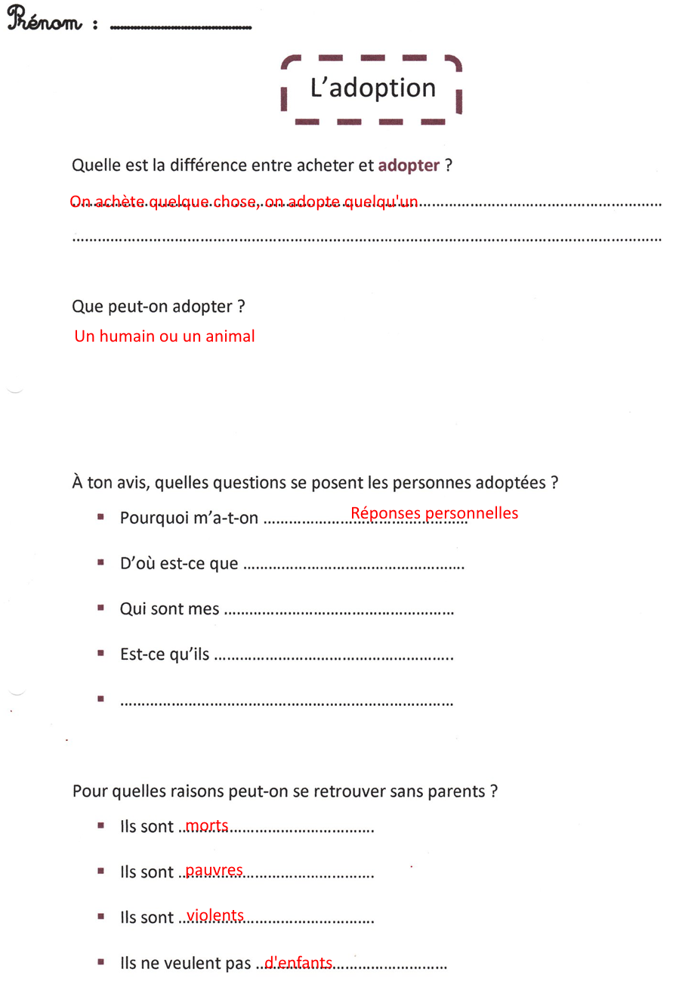 Prénom : ........................................
L'adoption
Quelle est la différence entre acheter et adopter ?
On achète quelque chose, on adopte quelqu'un
Que peut-on adopter ?
Un humain ou un animal
À ton avis, quelles questions se posent les personnes adoptées ?
▪ Pourquoi m'a-t-on ........................ Réponses personnelles
▪ D'où est-ce que ........................................
▪ Qui sont mes ........................................
▪ Est-ce qu'ils ........................................
▪ ........................................
Pour quelles raisons peut-on se retrouver sans parents ?
▪ Ils sont morts
▪ Ils sont pauvres
▪ Ils sont violents
▪ Ils ne veulent pas d'enfants